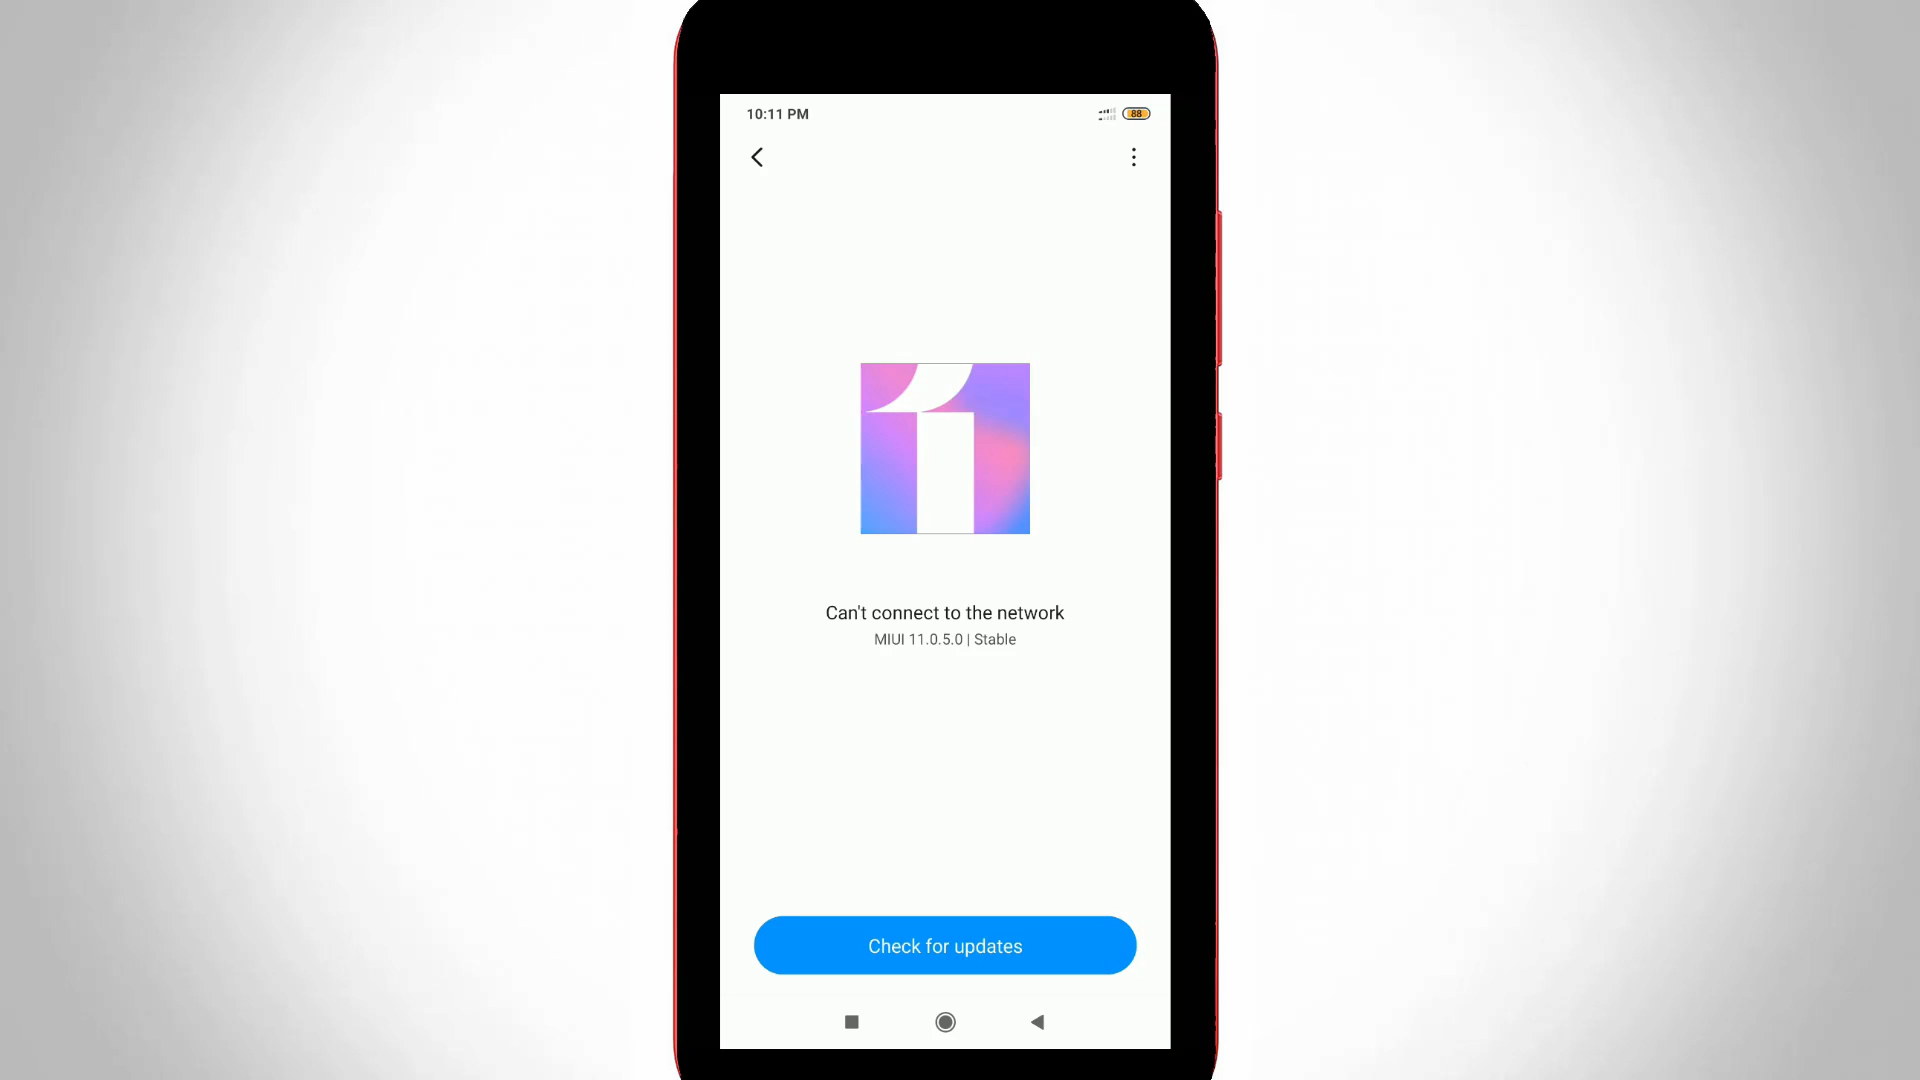 10:11 PM
88
Can't connect to the network
MIUI 11.0.5.0 | Stable
Check for updates